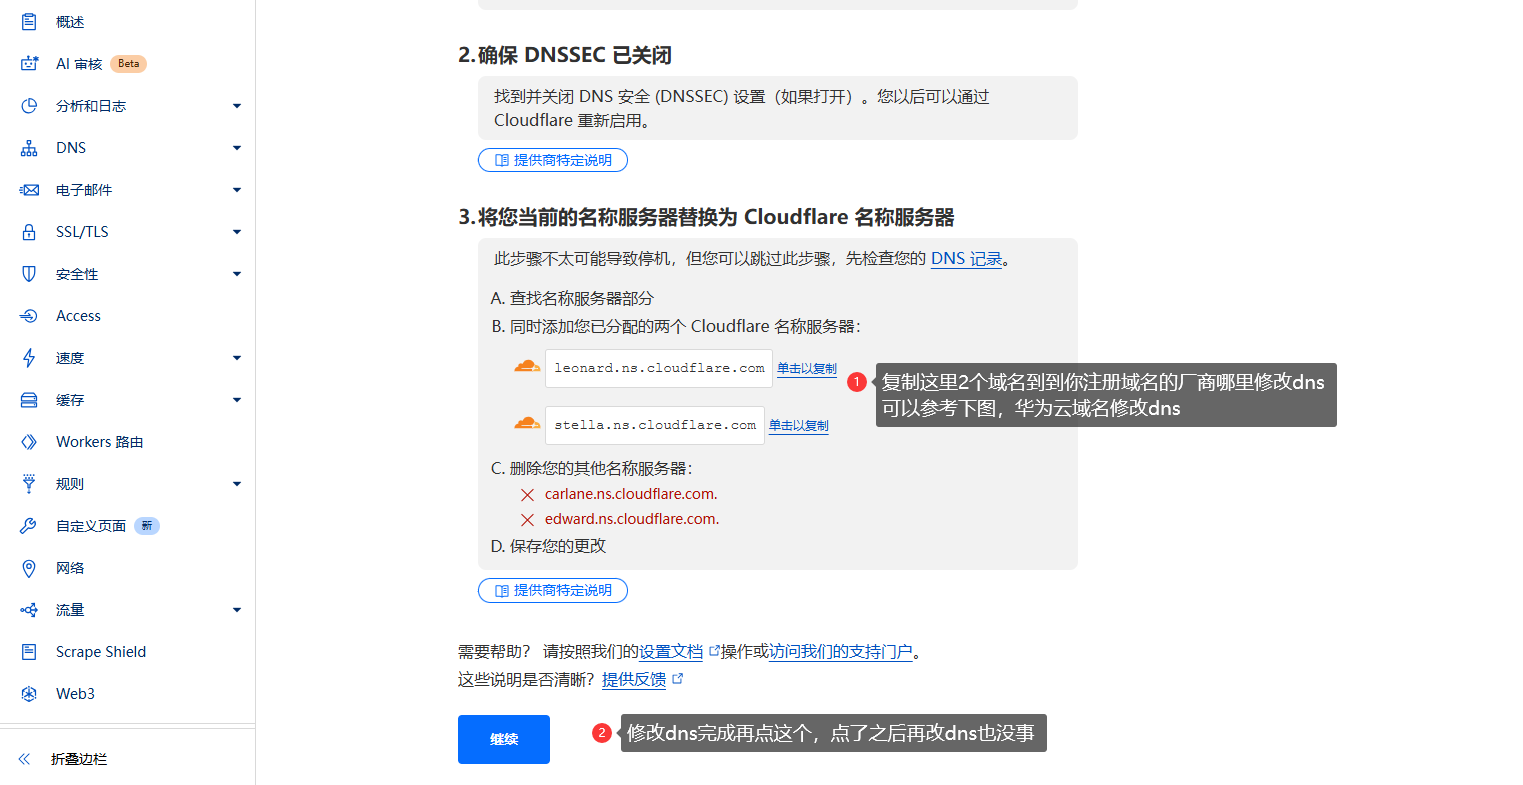 概述
AI 审核 Beta
分析和日志
DNS
电子邮件
SSL/TLS
安全性
Access
速度
缓存
Workers 路由
规则
自定义页面 新
网络
流量
Scrape Shield
Web3
折叠边栏
2.确保 DNSSEC 已关闭
找到并关闭 DNS 安全 (DNSSEC) 设置（如果打开）。您以后可以通过
Cloudflare 重新启用。
提供商特定说明
3.将您当前的名称服务器替换为 Cloudflare 名称服务器
此步骤不太可能导致停机，但您可以跳过此步骤，先检查您的 DNS 记录。
A. 查找名称服务器部分
B. 同时添加您已分配的两个 Cloudflare 名称服务器：
leonard.ns.cloudflare.com 单击以复制
1 复制这里2个域名到到你注册域名的厂商哪里修改dns
可以参考下图，华为云域名修改dns
stella.ns.cloudflare.com 单击以复制
C. 删除您的其他名称服务器：
carlane.ns.cloudflare.com.
edward.ns.cloudflare.com.
D. 保存您的更改
提供商特定说明
需要帮助？ 请按照我们的设置文档操作或访问我们的支持门户。
这些说明是否清晰？提供反馈
继续
2 修改dns完成再点这个，点了之后再改dns也没事